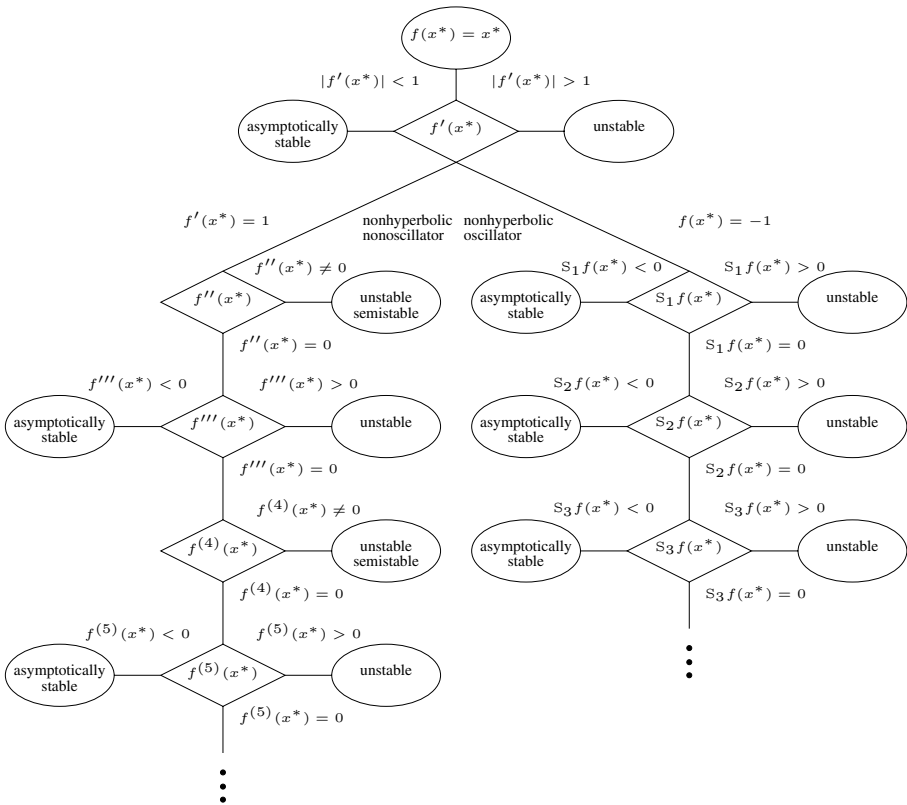 f(x*) = x*
|f'(x*)| < 1
|f'(x*)| > 1
asymptotically
stable
f'(x*)
unstable
f'(x*) = 1
nonhyperbolic
nonoscillator
nonhyperbolic
oscillator
f(x*) = −1
f''(x*) ≠ 0
f''(x*)
unstable
semistable
f''(x*) = 0
f'''(x*) < 0
f'''(x*) > 0
asymptotically
stable
f'''(x*)
unstable
f'''(x*) = 0
f(4)(x*) ≠ 0
f(4)(x*)
unstable
semistable
f(4)(x*) = 0
f(5)(x*) < 0
f(5)(x*) > 0
asymptotically
stable
f(5)(x*)
unstable
f(5)(x*) = 0
S1f(x*) < 0
S1f(x*) > 0
asymptotically
stable
S1f(x*)
unstable
S1f(x*) = 0
S2f(x*) < 0
S2f(x*) > 0
asymptotically
stable
S2f(x*)
unstable
S2f(x*) = 0
S3f(x*) < 0
S3f(x*) > 0
asymptotically
stable
S3f(x*)
unstable
S3f(x*) = 0